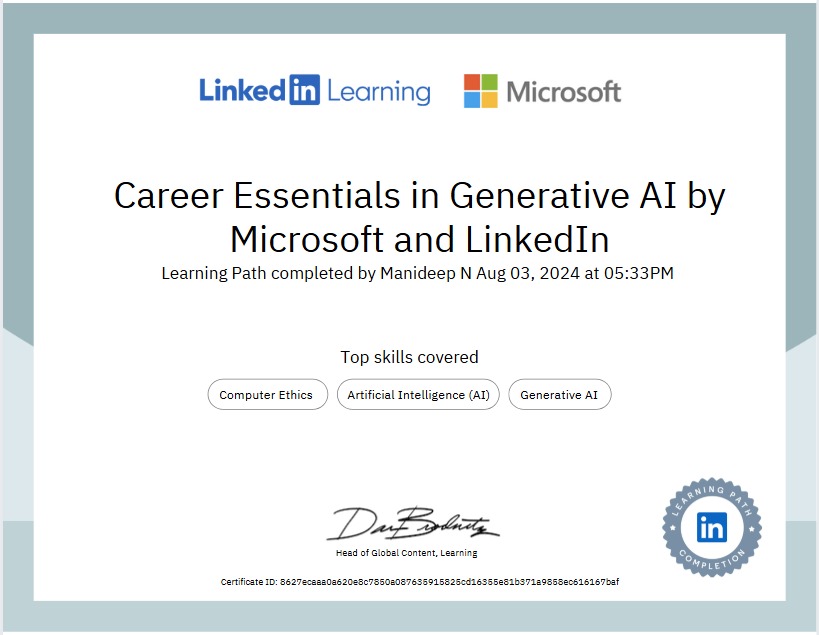 Linked in Learning Microsoft
Career Essentials in Generative AI by
Microsoft and LinkedIn
Learning Path completed by Manideep N Aug 03, 2024 at 05:33PM
Top skills covered
Computer Ethics Artificial Intelligence (AI) Generative AI
Head of Global Content, Learning
LEARNING PATH
in
COMPLETION
Certificate ID: 8627ecaaa0a620e8c7850a087635915825cd16355e81b371a9858ec616167baf